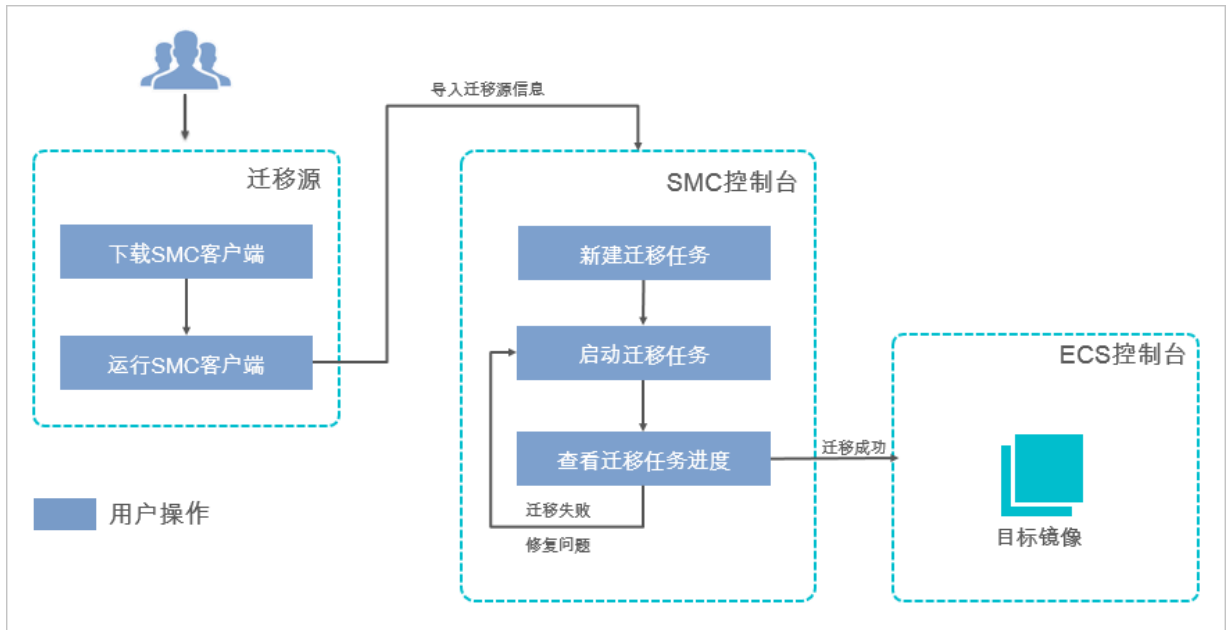 导入迁移源信息
迁移源
下载SMC客户端
运行SMC客户端
用户操作
SMC控制台
新建迁移任务
启动迁移任务
查看迁移任务进度
迁移失败
修复问题
迁移成功
ECS控制台
目标镜像